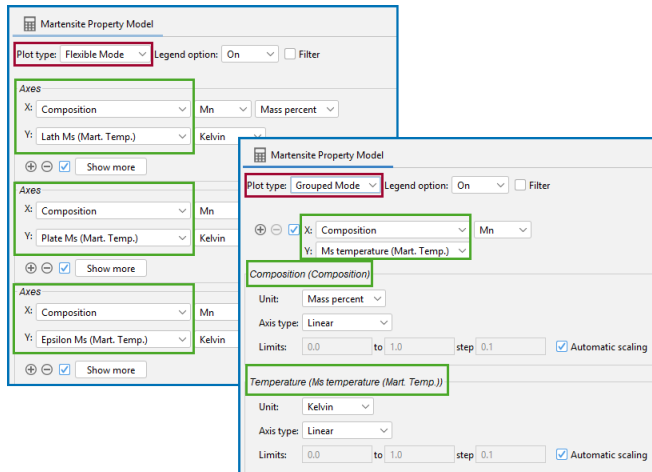 Martensite Property Model
Plot type: Flexible Mode Legend option: On Filter
Axes
X: Composition Mn Mass percent
Y: Lath Ms (Mart. Temp.) Kelvin
Show more
Axes
X: Composition Mn
Y: Plate Ms (Mart. Temp.) Kelvin
Show more
Axes
X: Composition Mn
Y: Epsilon Ms (Mart. Temp.) Kelvin
Show more
Martensite Property Model
Plot type: Grouped Mode Legend option: On Filter
X: Composition Mn
Y: Ms temperature (Mart. Temp.)
Composition (Composition)
Unit: Mass percent
Axis type: Linear
Limits: 0.0 to 1.0 step 0.1 Automatic scaling
Temperature (Ms temperature (Mart. Temp.))
Unit: Kelvin
Axis type: Linear
Limits: 0.0 to 1.0 step 0.1 Automatic scaling